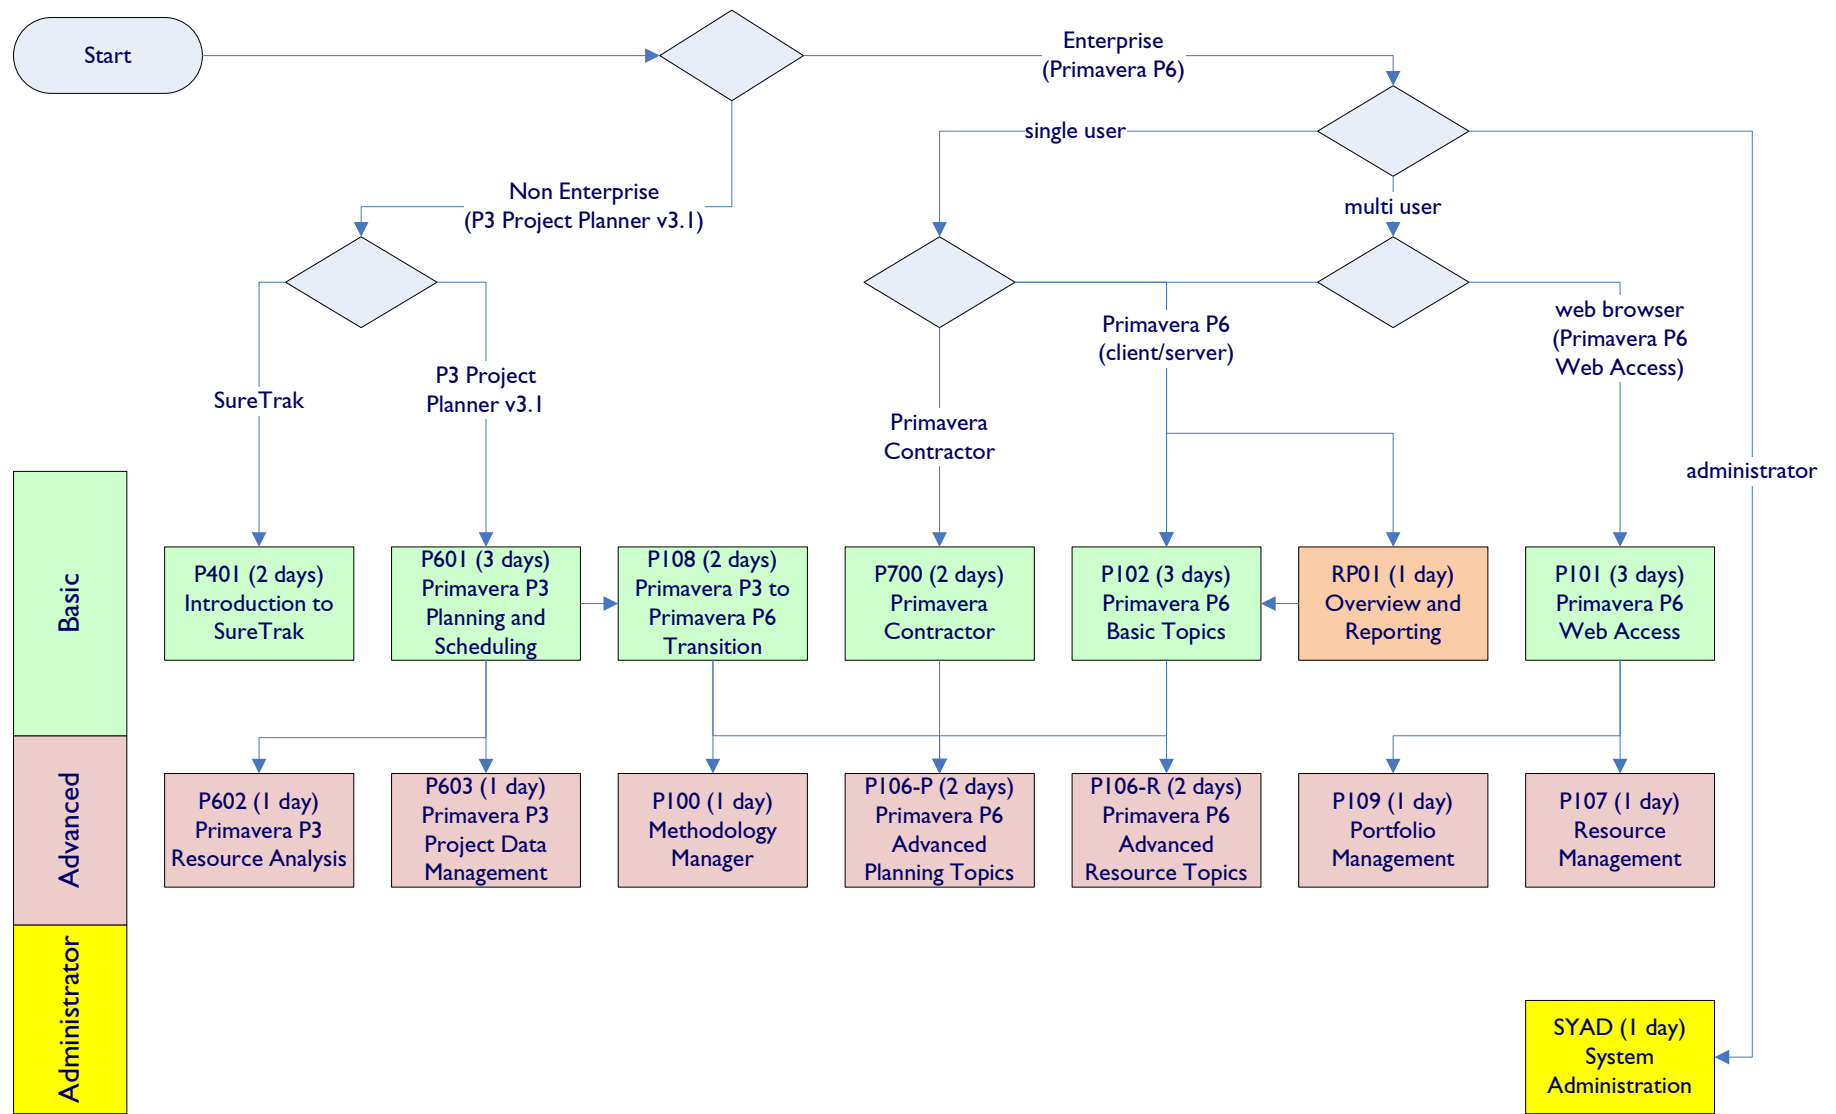 Start
Enterprise
(Primavera P6)
single user
Non Enterprise
(P3 Project Planner v3.1)
multi user
web browser
(Primavera P6
Web Access)
Primavera P6
(client/server)
P3 Project
Planner v3.1
SureTrak
Primavera
Contractor
administrator
Basic
P401 (2 days)
Introduction to
SureTrak
P601 (3 days)
Primavera P3
Planning and
Scheduling
P108 (2 days)
Primavera P3 to
Primavera P6
Transition
P700 (2 days)
Primavera
Contractor
P102 (3 days)
Primavera P6
Basic Topics
RP01 (1 day)
Overview and
Reporting
P101 (3 days)
Primavera P6
Web Access
Advanced
P602 (1 day)
Primavera P3
Resource Analysis
P603 (1 day)
Primavera P3
Project Data
Management
P100 (1 day)
Methodology
Manager
P106-P (2 days)
Primavera P6
Advanced
Planning Topics
P106-R (2 days)
Primavera P6
Advanced
Resource Topics
P109 (1 day)
Portfolio
Management
P107 (1 day)
Resource
Management
Administrator
SYAD (1 day)
System
Administration